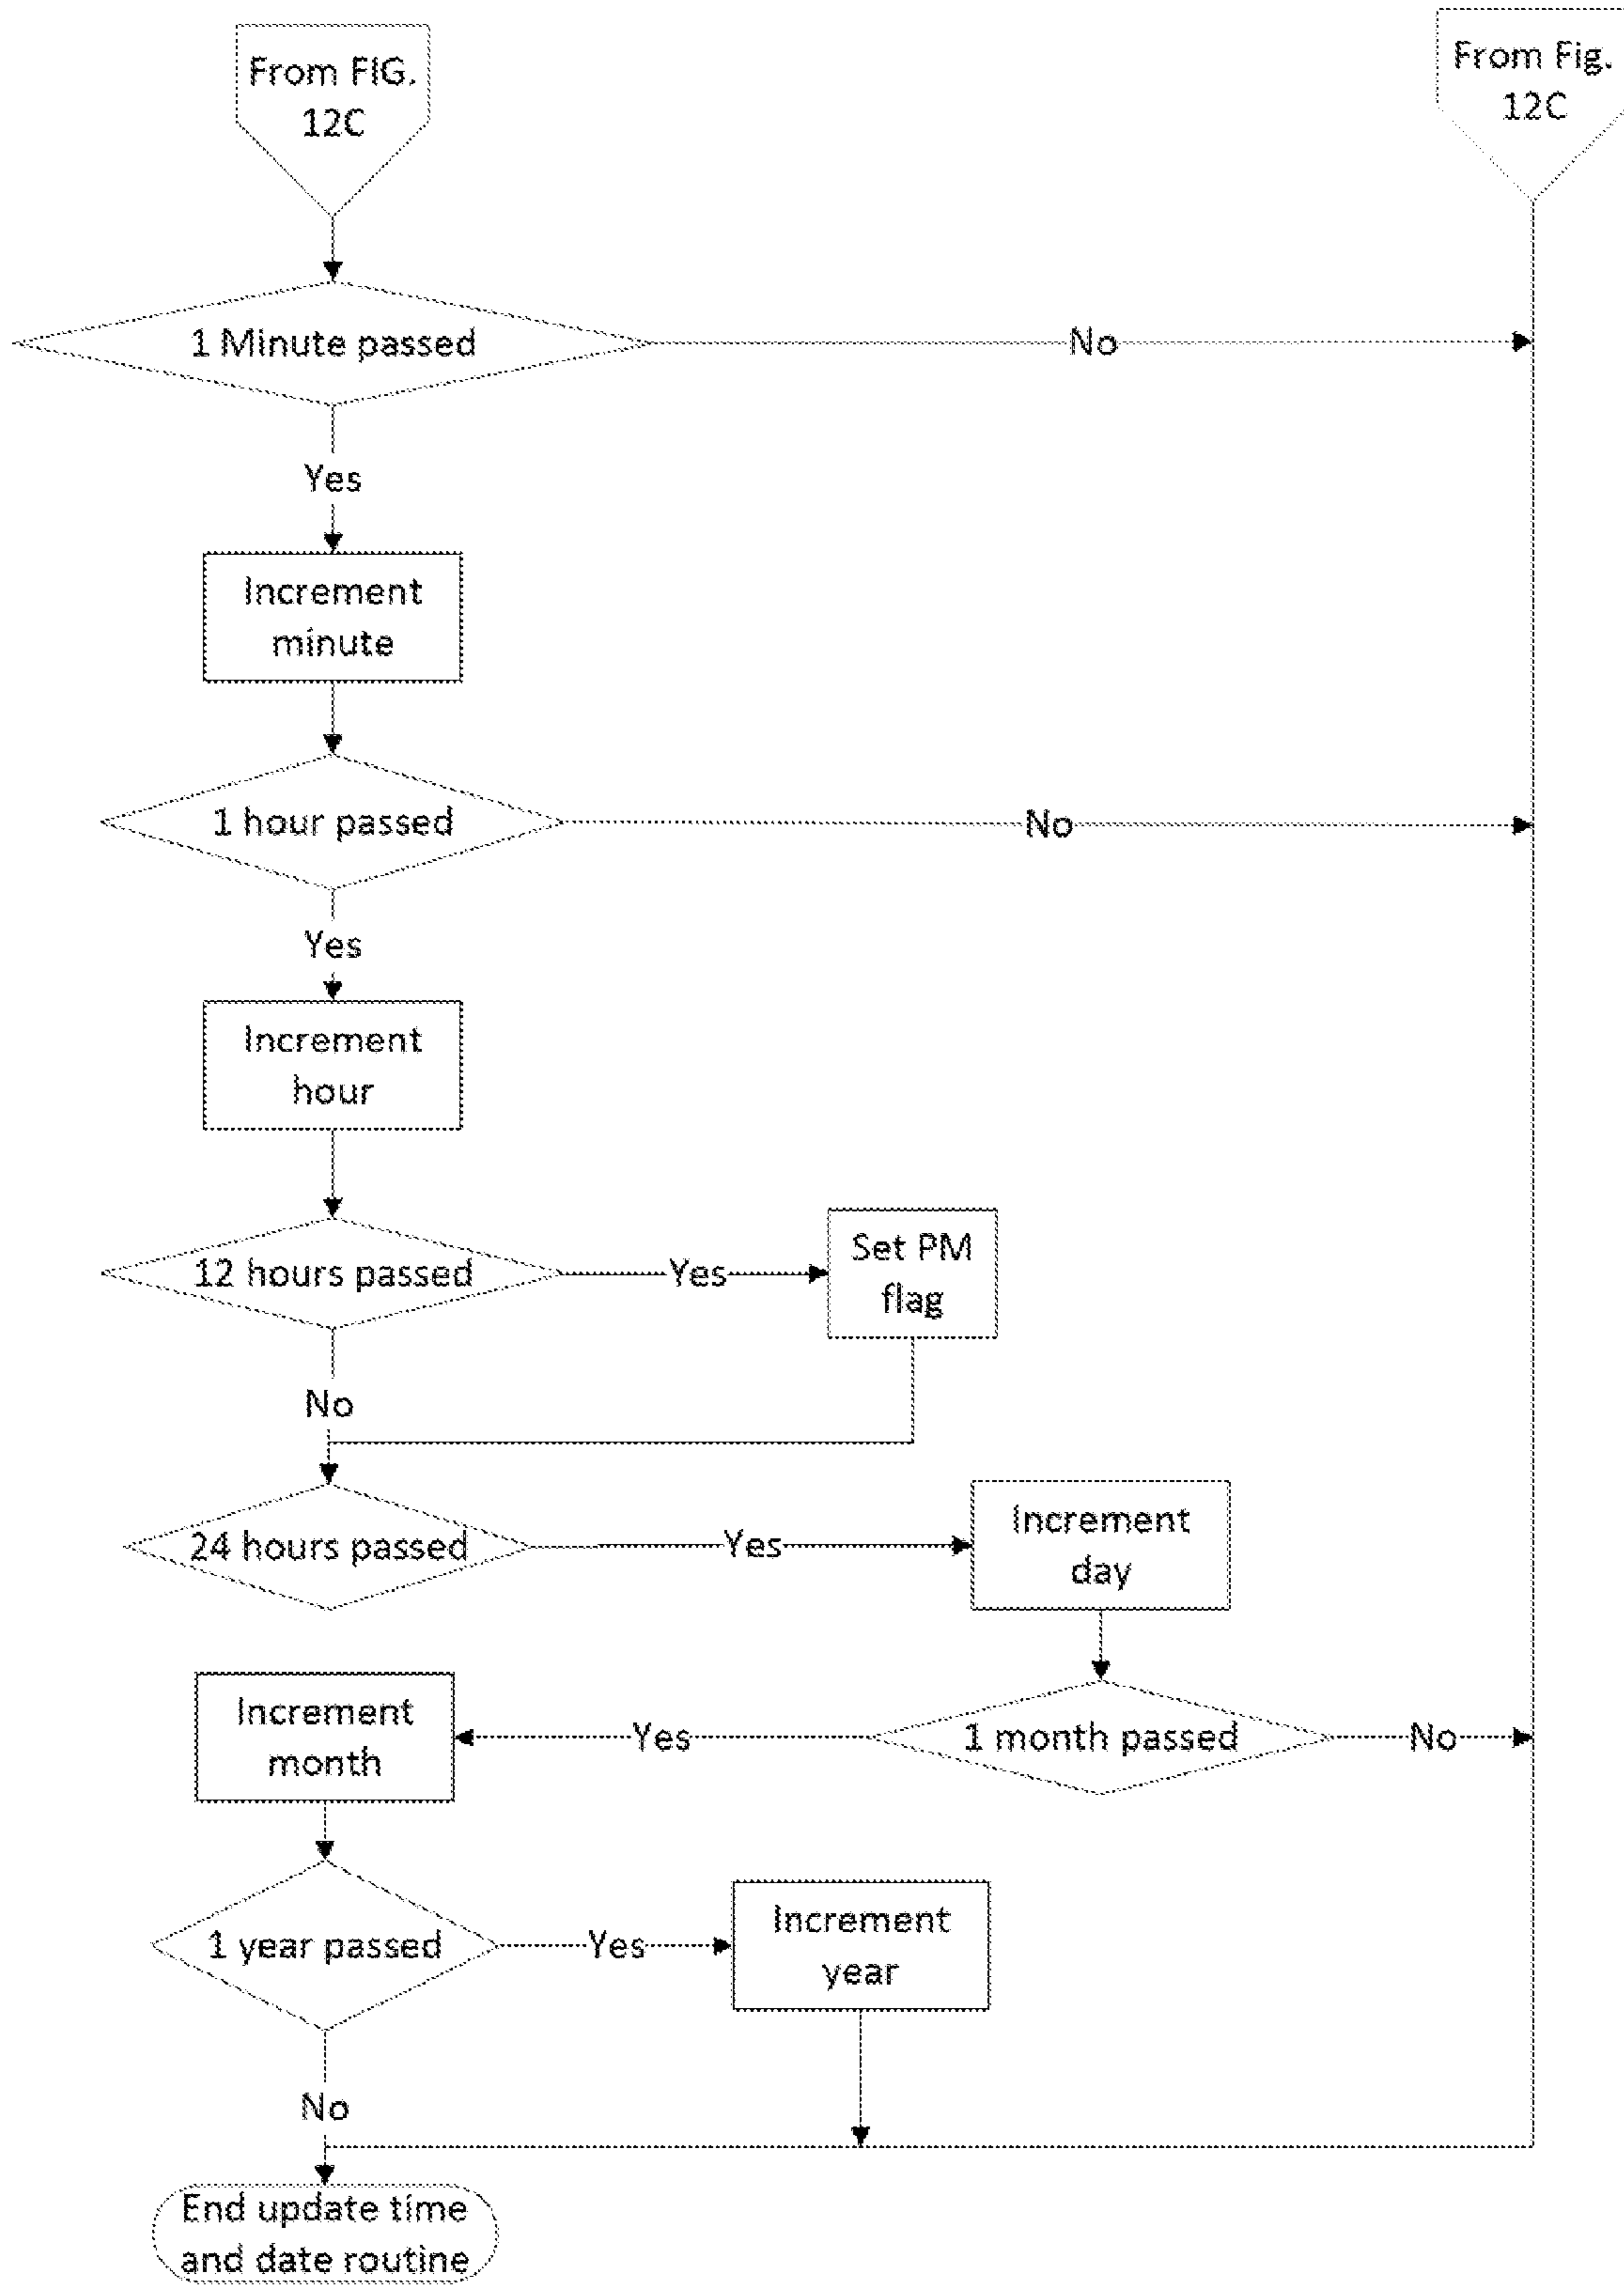 From FIG.
12C
From Fig.
12C
1 Minute passed
No
Yes
Increment
minute
1 hour passed
No
Yes
Increment
hour
12 hours passed
Yes
Set PM
flag
No
24 hours passed
Yes
Increment
day
Increment
month
Yes
1 month passed
No
1 year passed
Yes
Increment
year
No
End update time
and date routine